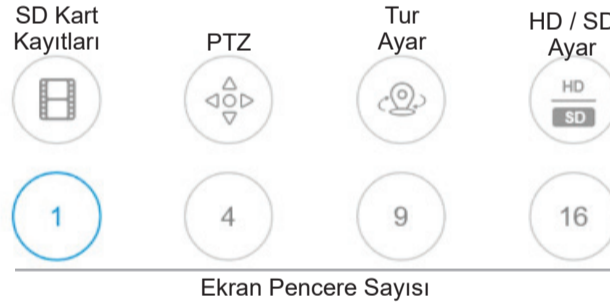 SD Kart
Kayıtları
PTZ
Tur
Ayar
HD / SD
Ayar
HD
SD
1
4
9
16
Ekran Pencere Sayısı